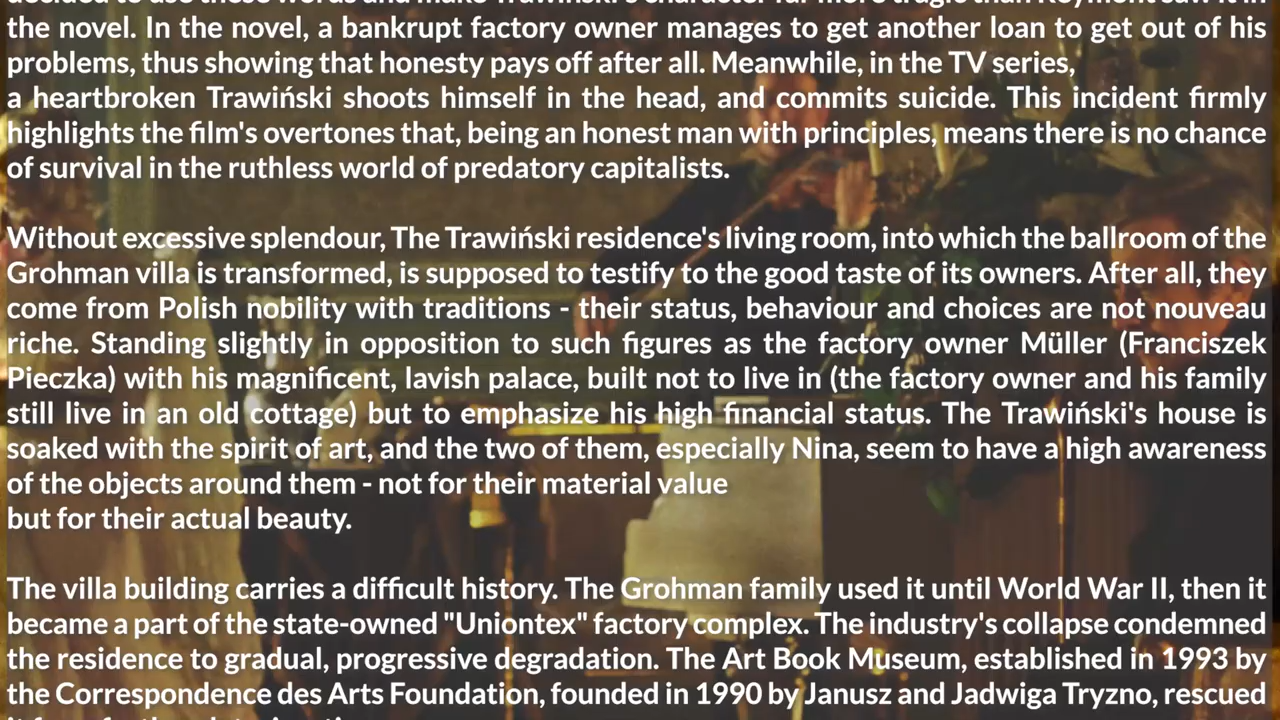 the novel. In the novel, a bankrupt factory owner manages to get another loan to get out of his
problems, thus showing that honesty pays off after all. Meanwhile, in the TV series,
a heartbroken Trawiński shoots himself in the head, and commits suicide. This incident firmly
highlights the film's overtones that, being an honest man with principles, means there is no chance
of survival in the ruthless world of predatory capitalists.
Without excessive splendour, The Trawiński residence's living room, into which the ballroom of the
Grohman villa is transformed, is supposed to testify to the good taste of its owners. After all, they
come from Polish nobility with traditions - their status, behaviour and choices are not nouveau
riche. Standing slightly in opposition to such figures as the factory owner Müller (Franciszek
Pieczka) with his magnificent, lavish palace, built not to live in (the factory owner and his family
still live in an old cottage) but to emphasize his high financial status. The Trawiński's house is
soaked with the spirit of art, and the two of them, especially Nina, seem to have a high awareness
of the objects around them - not for their material value
but for their actual beauty.
The villa building carries a difficult history. The Grohman family used it until World War II, then it
became a part of the state-owned "Uniontex" factory complex. The industry's collapse condemned
the residence to gradual, progressive degradation. The Art Book Museum, established in 1993 by
the Correspondence des Arts Foundation, founded in 1990 by Janusz and Jadwiga Tryzno, rescued